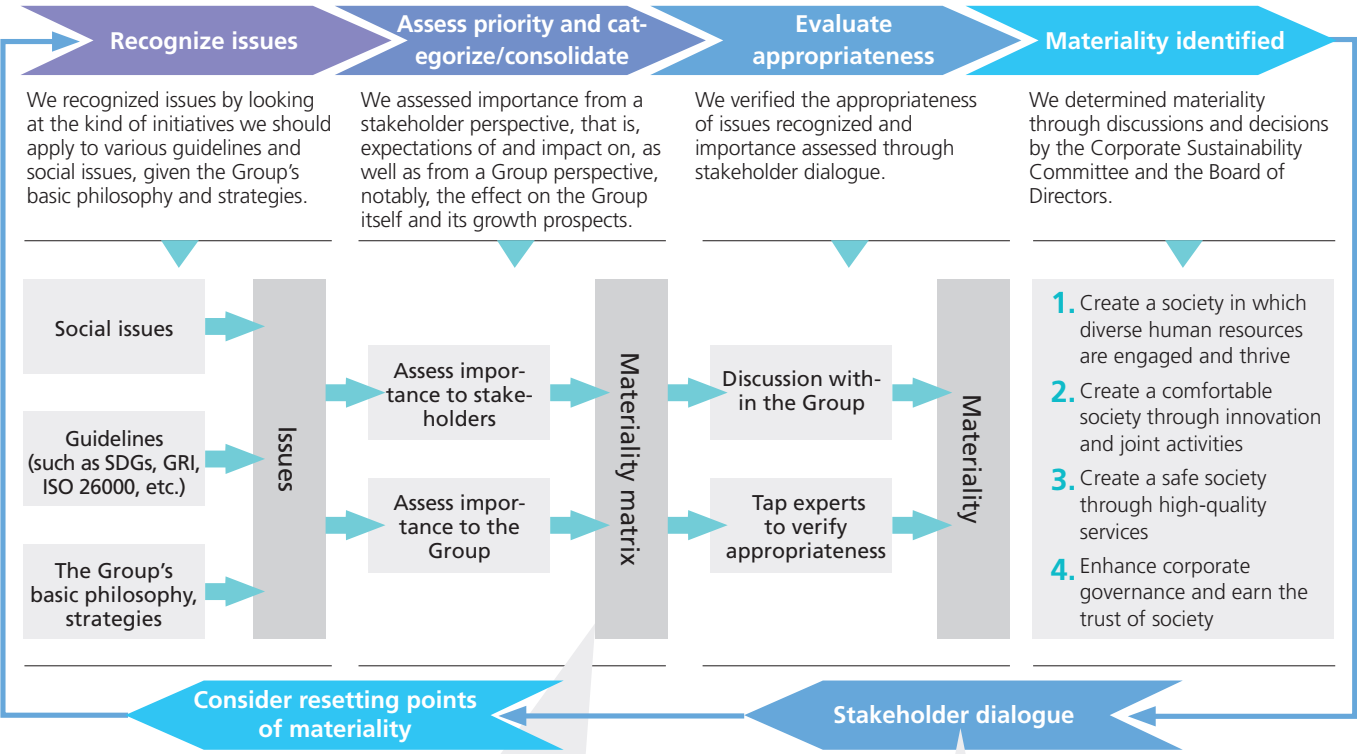 Recognize issues
Assess priority and cat-
egorize/consolidate
Evaluate
appropriateness
Materiality identified
We recognized issues by looking
at the kind of initiatives we should
apply to various guidelines and
social issues, given the Group's
basic philosophy and strategies.
We assessed importance from a
stakeholder perspective, that is,
expectations of and impact on, as
well as from a Group perspective,
notably, the effect on the Group
itself and its growth prospects.
We verified the appropriateness
of issues recognized and
importance assessed through
stakeholder dialogue.
We determined materiality
through discussions and decisions
by the Corporate Sustainability
Committee and the Board of
Directors.
Social issues
Guidelines
(such as SDGs, GRI,
ISO 26000, etc.)
The Group's
basic philosophy,
strategies
Issues
Assess impor-
tance to stake-
holders
Assess impor-
tance to the
Group
Materiality matrix
Discussion with-
in the Group
Tap experts
to verify
appropriateness
Materiality
1. Create a society in which
diverse human resources
are engaged and thrive
2. Create a comfortable
society through innovation
and joint activities
3. Create a safe society
through high-quality
services
4. Enhance corporate
governance and earn the
trust of society
Consider resetting points
of materiality
Stakeholder dialogue